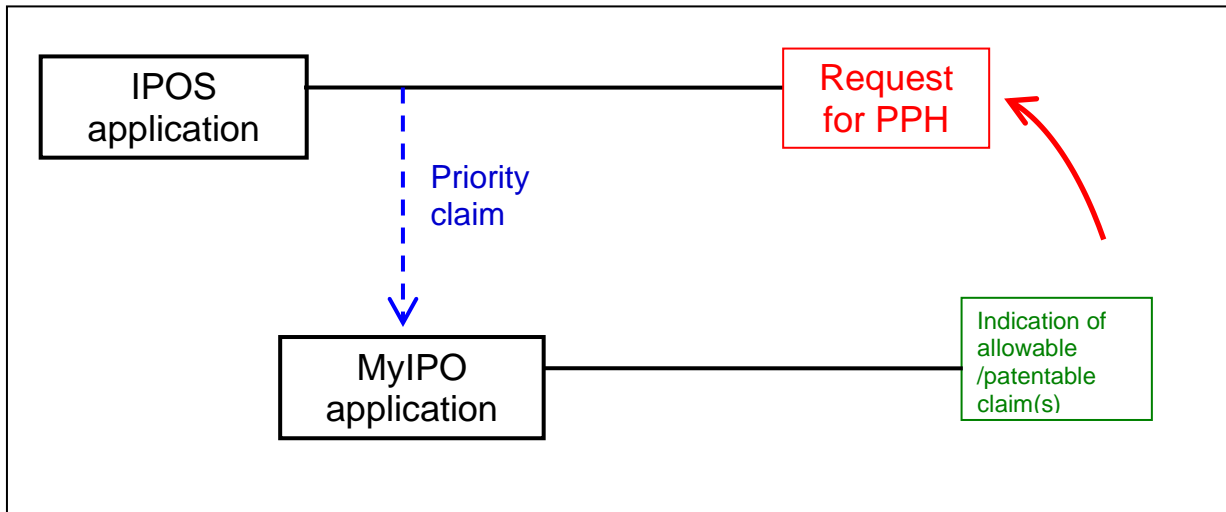 IPOS
application
Request
for PPH
Priority
claim
MyIPO
application
Indication of
allowable
/patentable
claim(s)